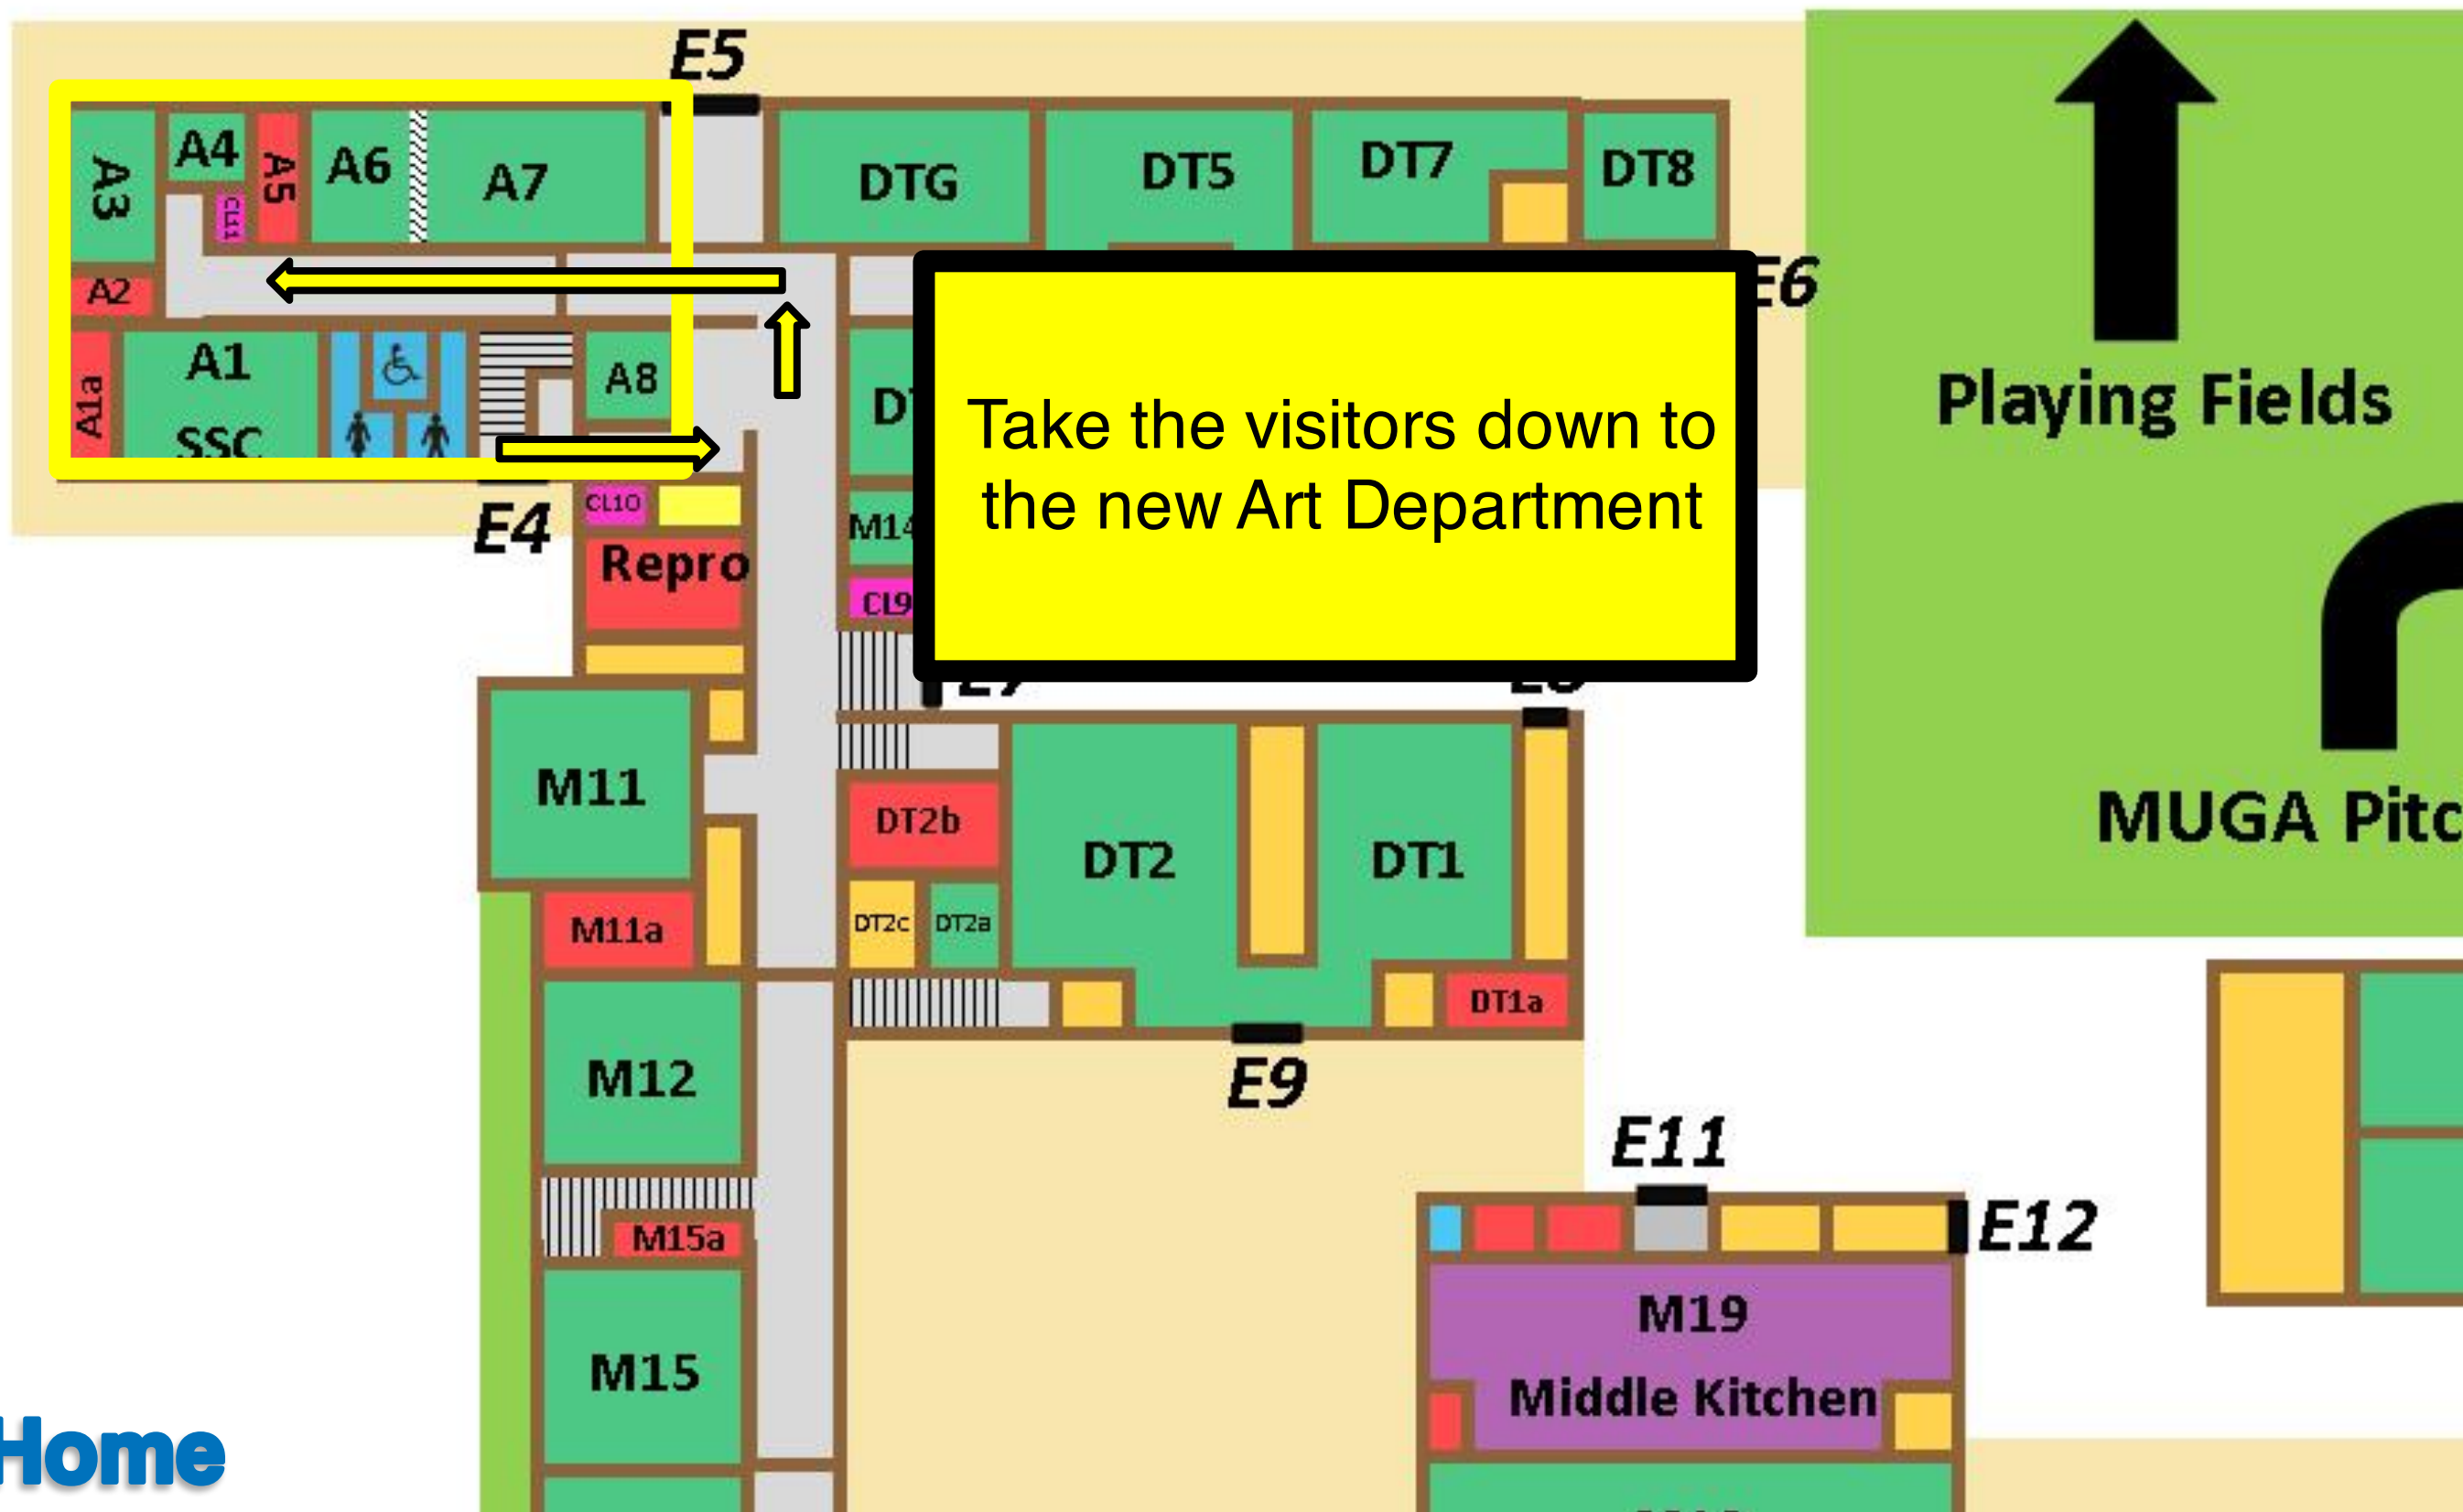 E5
A3
A4
A5
A6
A7
CL11
DTG
DT5
DT7
DT8
A2
E6
A1
SSC
A1a
A8
Take the visitors down to
the new Art Department
Playing Fields
CL10
E4
Repro
CL9
M11
DT2b
DT2
DT1
MUGA
DT2c
DT2a
M11a
DT1a
M12
E9
E11
E12
M15a
M19
Middle Kitchen
M15
Home